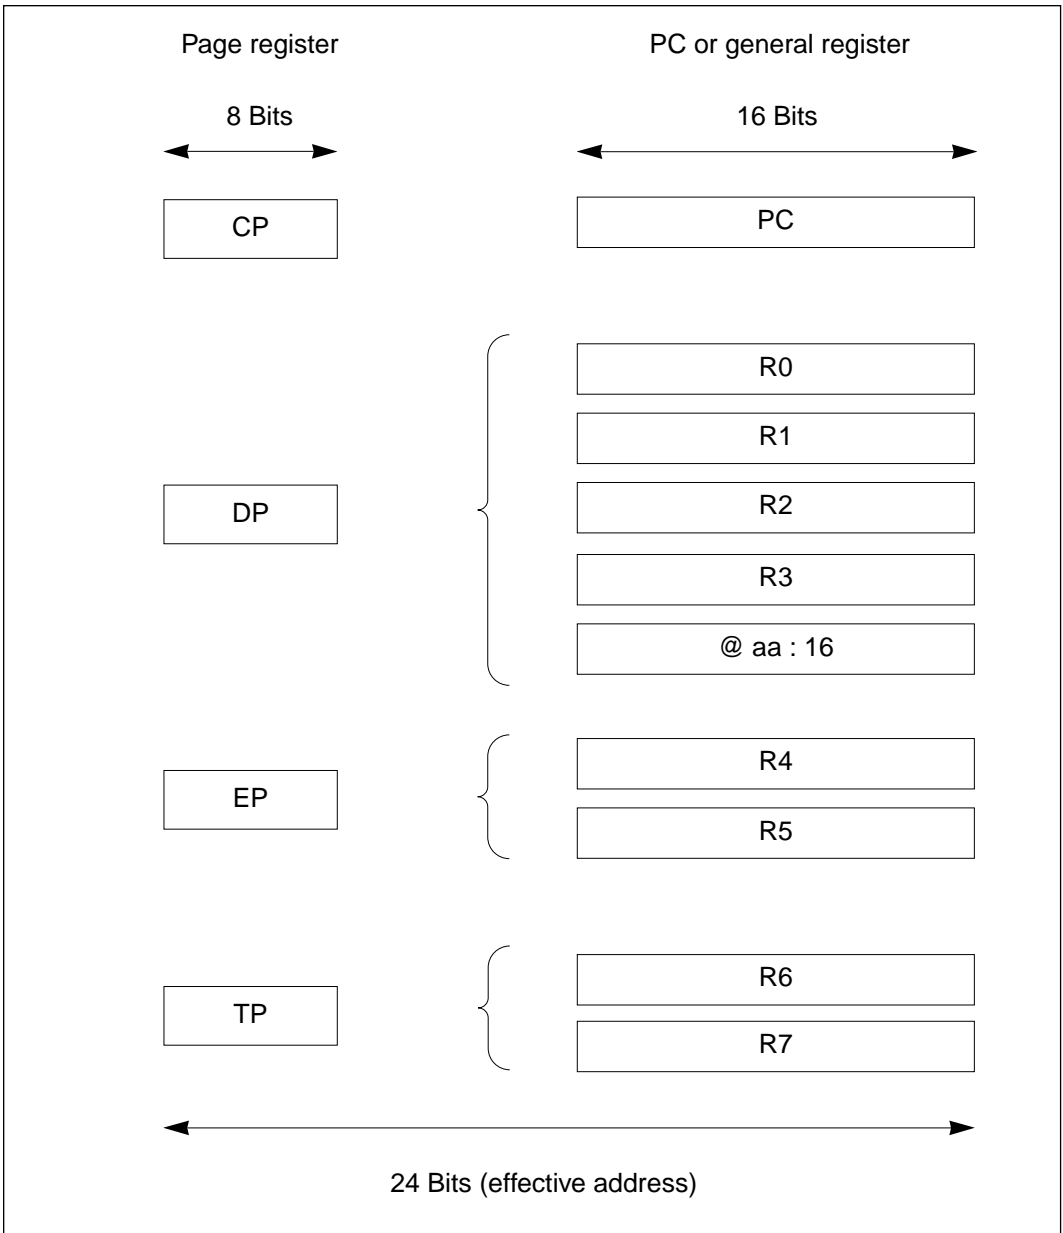 Page register
PC or general register
8 Bits
16 Bits
CP
PC
DP
R0
R1
R2
R3
@ aa : 16
EP
R4
R5
TP
R6
R7
24 Bits (effective address)